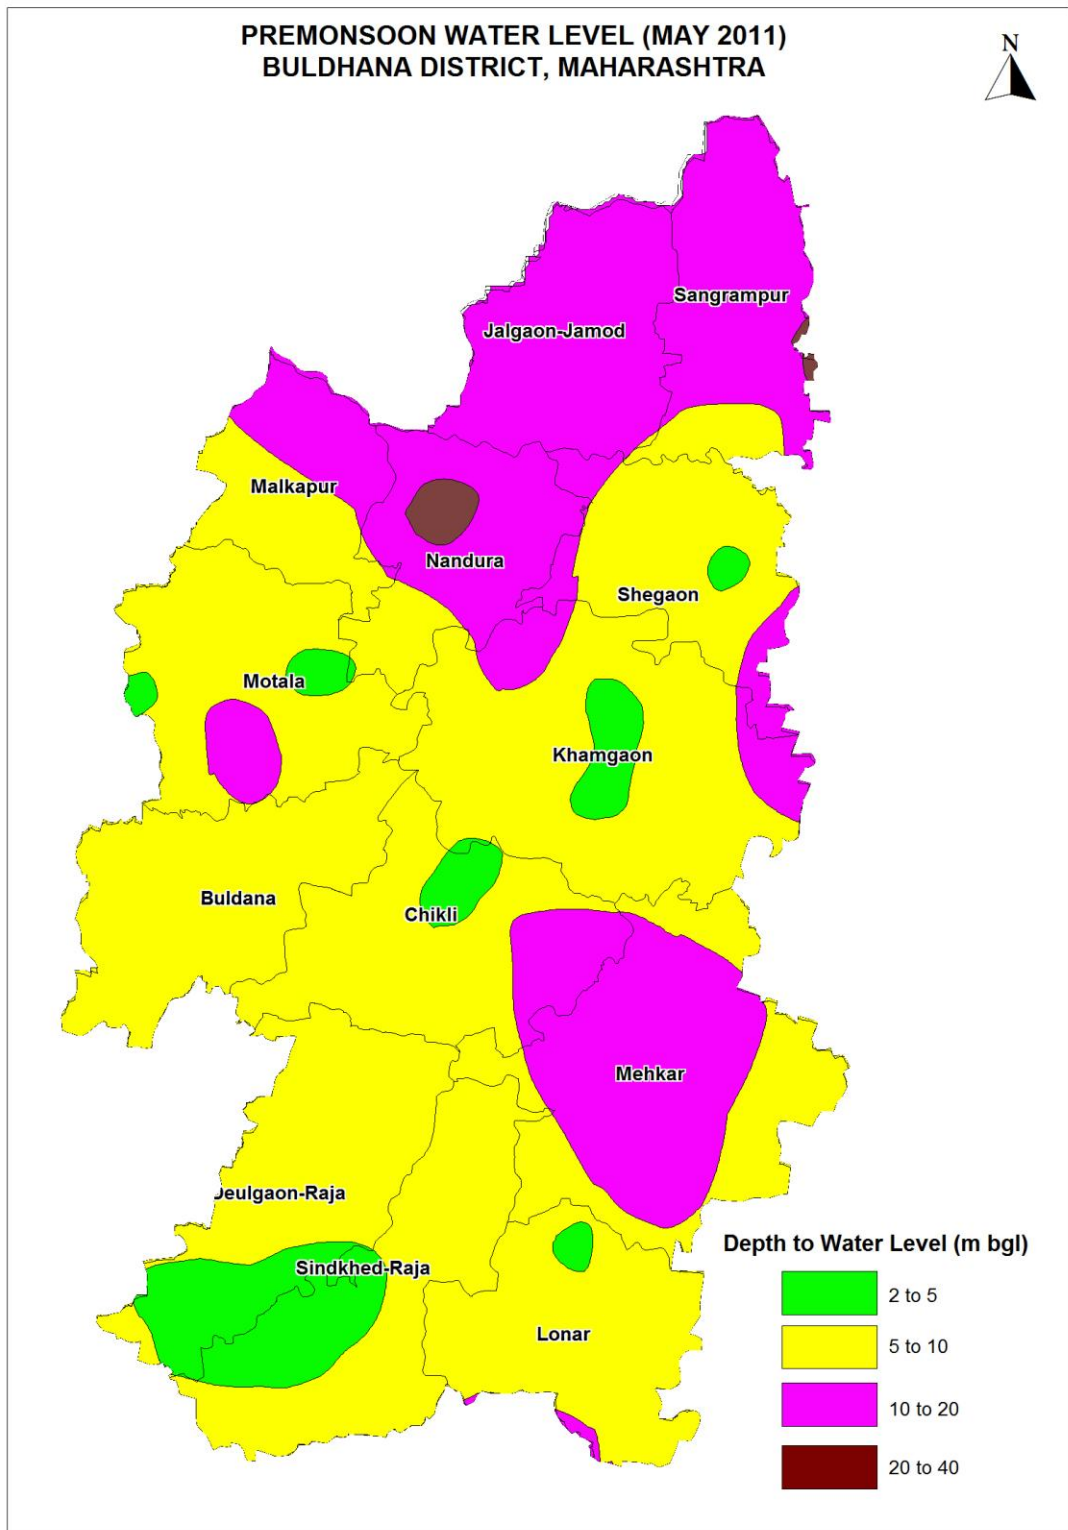 PREMONSOON WATER LEVEL (MAY 2011)
BULDHANA DISTRICT, MAHARASHTRA
N
Sangrampur
Jalgaon-Jamod
Malkapur
Nandura
Shegaon
Motala
Khamgaon
Buldana
Chikli
Mehkar
Deulgaon-Raja
Sindkhed-Raja
Lonar
Depth to Water Level (m bgl)
2 to 5
5 to 10
10 to 20
20 to 40